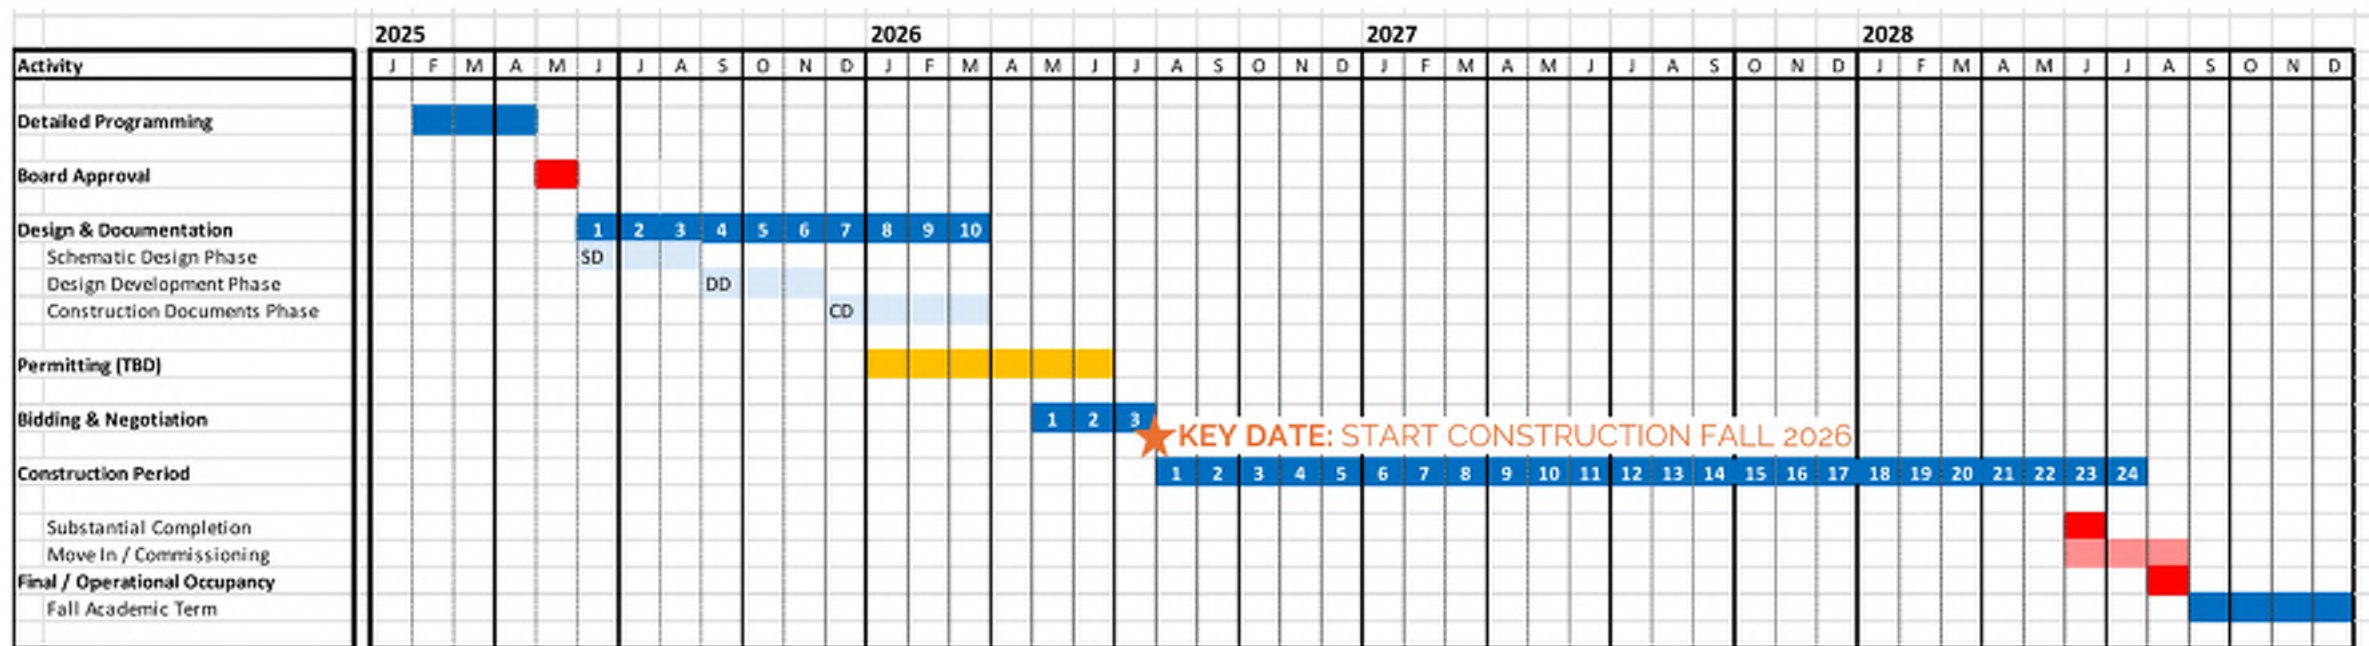 2025 2026 2027 2028
Activity J F M A M J J A S O N D J F M A M J J A S O N D J F M A M J J A S O N D J F M A M J J A S O N D
Detailed Programming
Board Approval
Design & Documentation 1 2 3 4 5 6 7 8 9 10
Schematic Design Phase SD
Design Development Phase DD
Construction Documents Phase CD
Permitting (TBD)
Bidding & Negotiation 1 2 3
KEY DATE: START CONSTRUCTION FALL 2026
Construction Period 1 2 3 4 5 6 7 8 9 10 11 12 13 14 15 16 17 18 19 20 21 22 23 24
Substantial Completion
Move In / Commissioning
Final / Operational Occupancy
Fall Academic Term